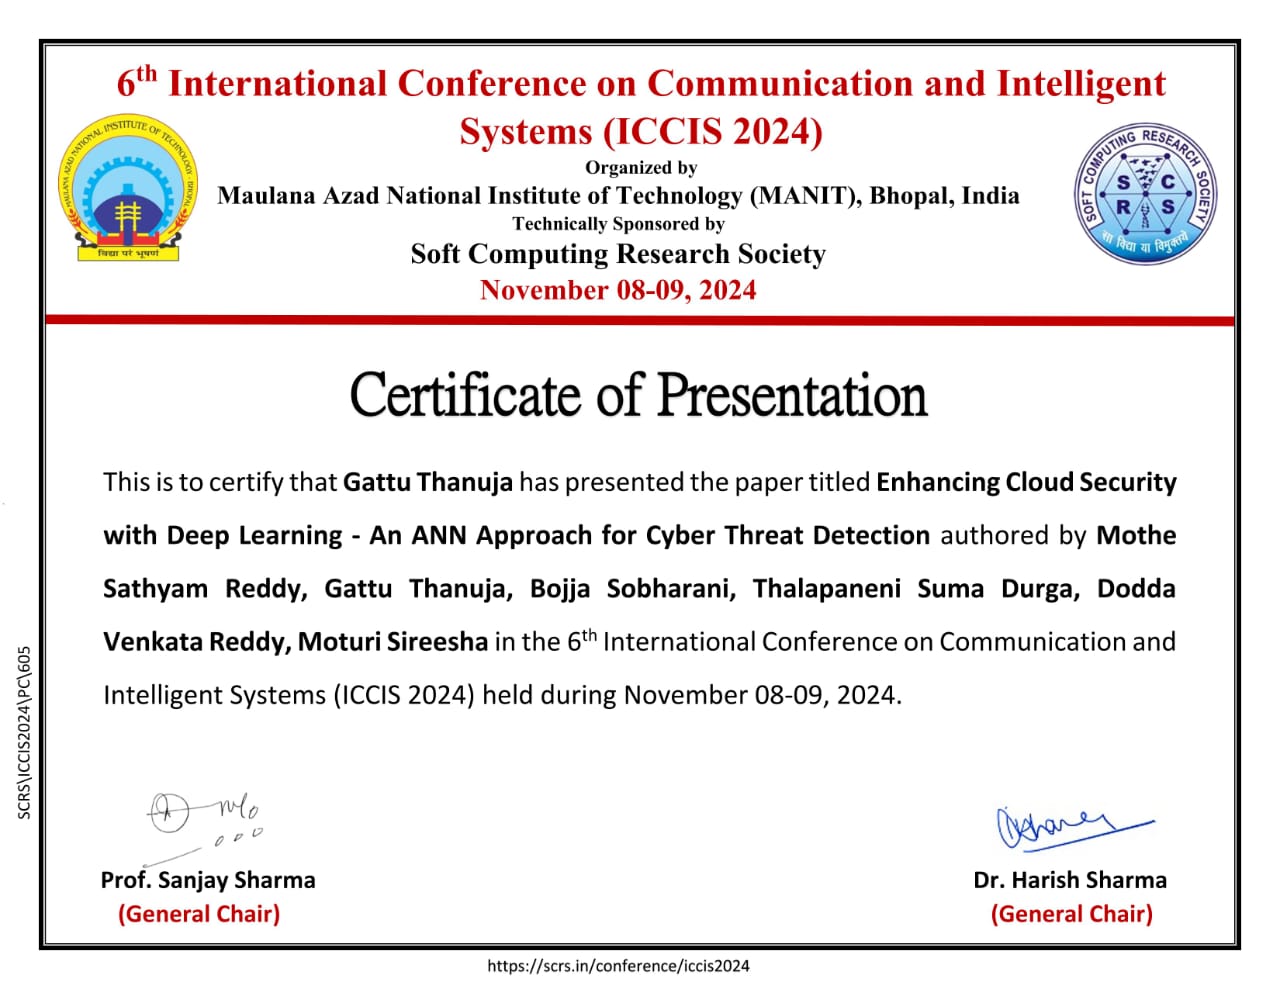 6th International Conference on Communication and Intelligent
Systems (ICCIS 2024)
Organized by
Maulana Azad National Institute of Technology (MANIT), Bhopal, India
Technically Sponsored by
Soft Computing Research Society
November 08-09, 2024
MAULANA AZAD NATIONAL INSTITUTE OF TECHNOLOGY - BHOPAL
विद्या परं भूषणं
SOFT COMPUTING RESEARCH SOCIETY
S C
R S
सा विद्या या विमुक्तये
Certificate of Presentation
This is to certify that Gattu Thanuja has presented the paper titled Enhancing Cloud Security
with Deep Learning - An ANN Approach for Cyber Threat Detection authored by Mothe
Sathyam Reddy, Gattu Thanuja, Bojja Sobharani, Thalapaneni Suma Durga, Dodda
Venkata Reddy, Moturi Sireesha in the 6th International Conference on Communication and
Intelligent Systems (ICCIS 2024) held during November 08-09, 2024.
SCRS\ICCIS2024\PC\605
Prof. Sanjay Sharma
(General Chair)
Dr. Harish Sharma
(General Chair)
https://scrs.in/conference/iccis2024